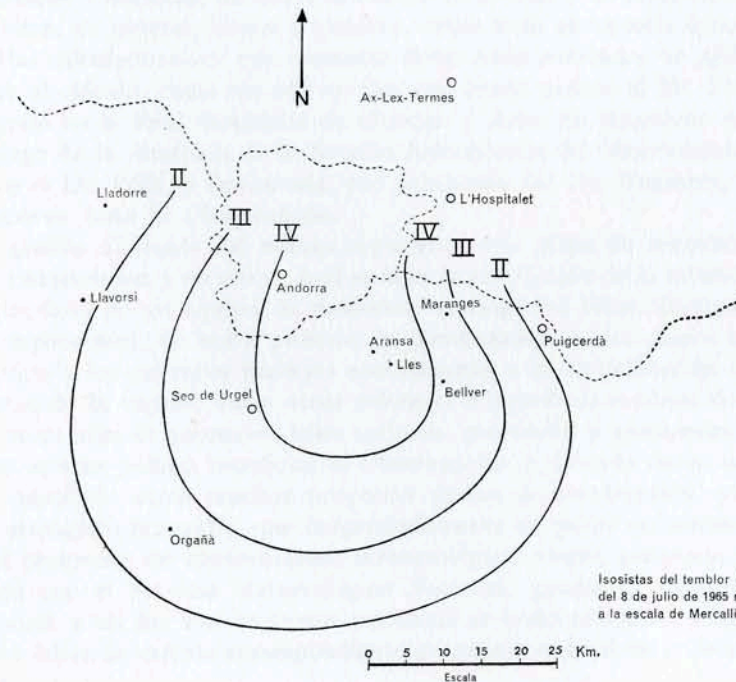 N
Ax-Lex-Termes
Lladorre
II
L'Hospitalet
III
IV
IV
III
II
Andorra
Llavorsi
Maranges
Puigcerdà
Aransa
Lles
Bellver
Seo de Urgel
Orgañà
Isosistas del temblor
del 8 de julio de 1965
a la escala de Mercalli
0 5 10 15 20 25 Km.
Escala